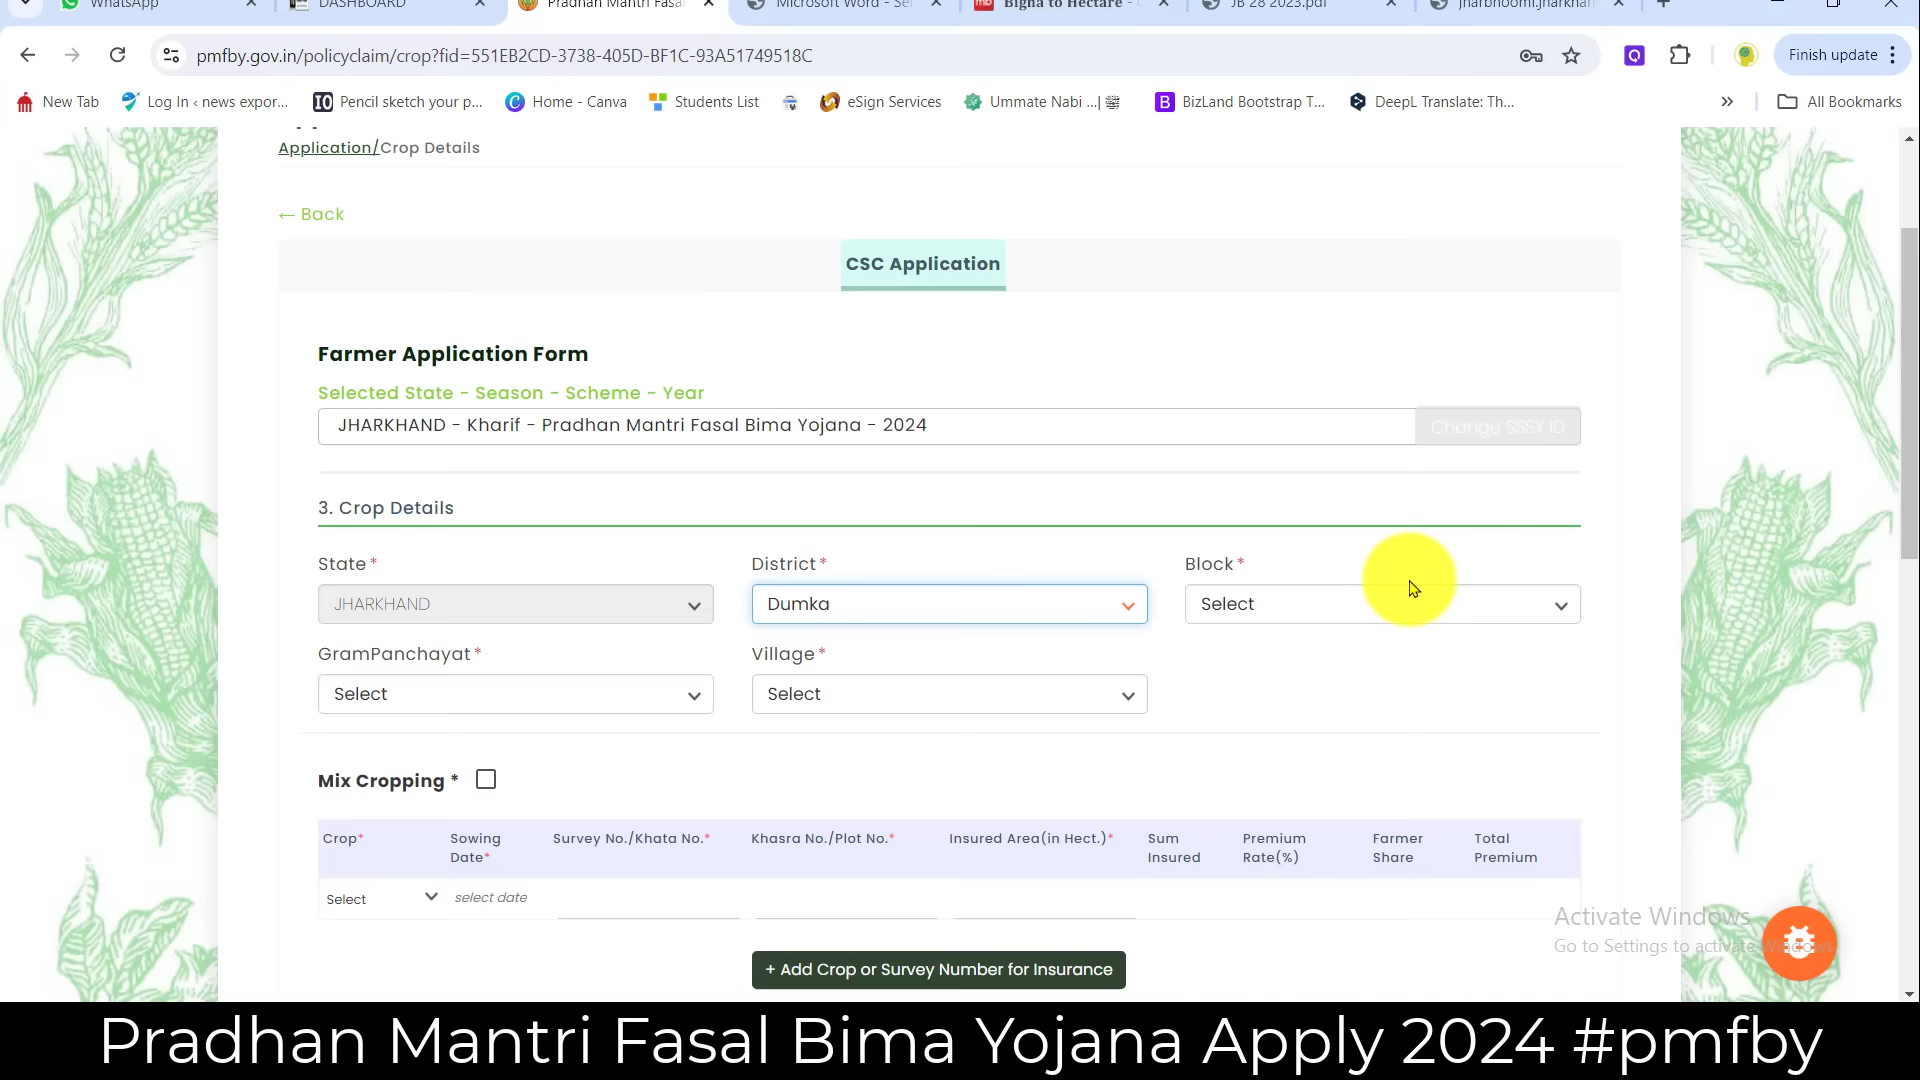 WhatsApp
DASHBOARD
Pradhan Mantri Fasal
Microsoft Word - Sel
Bigha to Hectare -
JB 28 2023.pdf
jharbhoomi.jharkhan
pmfby.gov.in/policyclaim/crop?fid=551EB2CD-3738-405D-BF1C-93A51749518C
Finish update
New Tab
Log In ‹ news expor...
Pencil sketch your p...
Home - Canva
Students List
eSign Services
Ummate Nabi ...|
BizLand Bootstrap T...
DeepL Translate: Th...
»
All Bookmarks
Application/Crop Details
← Back
CSC Application
Farmer Application Form
Selected State - Season - Scheme - Year
JHARKHAND - Kharif - Pradhan Mantri Fasal Bima Yojana - 2024
Change SSSY ID
3. Crop Details
State* District* Block*
JHARKHAND Dumka Select
GramPanchayat* Village*
Select Select
Mix Cropping *
Crop* Sowing Date* Survey No./Khata No.* Khasra No./Plot No.* Insured Area(in Hect.)* Sum Insured Premium Rate(%) Farmer Share Total Premium
Select select date
+ Add Crop or Survey Number for Insurance
Activate Windows
Go to Settings to activate Windows.
Pradhan Mantri Fasal Bima Yojana Apply 2024 #pmfby